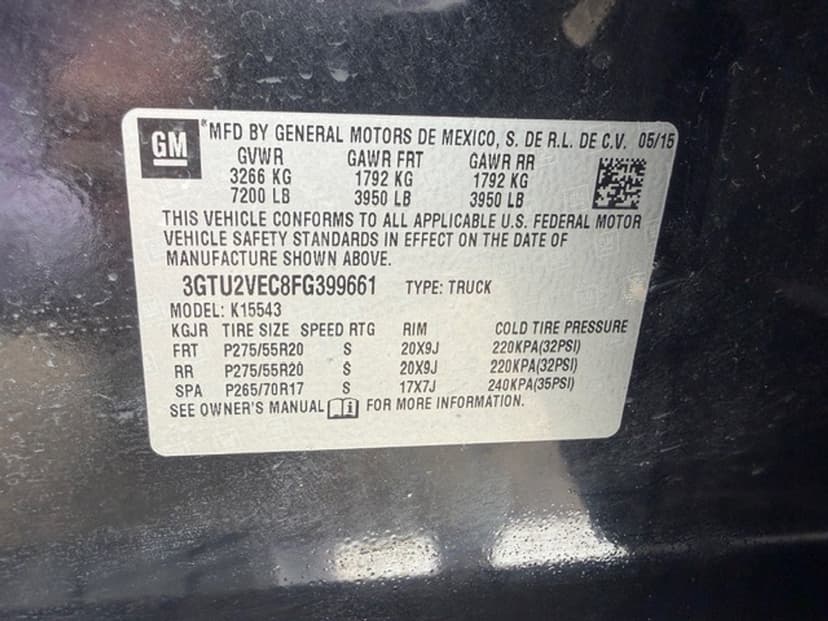 GM
*MFD BY GENERAL MOTORS DE MEXICO, S. DE R.L. DE C.V. 05/15
GVWR GAWR FRT GAWR RR
3266 KG 1792 KG 1792 KG
7200 LB 3950 LB 3950 LB
THIS VEHICLE CONFORMS TO ALL APPLICABLE U.S. FEDERAL MOTOR
VEHICLE SAFETY STANDARDS IN EFFECT ON THE DATE OF
MANUFACTURE SHOWN ABOVE.
3GTU2VEC8FG399661 TYPE: TRUCK
MODEL: K15543
KGJR TIRE SIZE SPEED RTG RIM COLD TIRE PRESSURE
FRT P275/55R20 S 20X9J 220KPA(32PSI)
RR P275/55R20 S 20X9J 220KPA(32PSI)
SPA P265/70R17 S 17X7J 240KPA(35PSI)
SEE OWNER'S MANUAL FOR MORE INFORMATION.